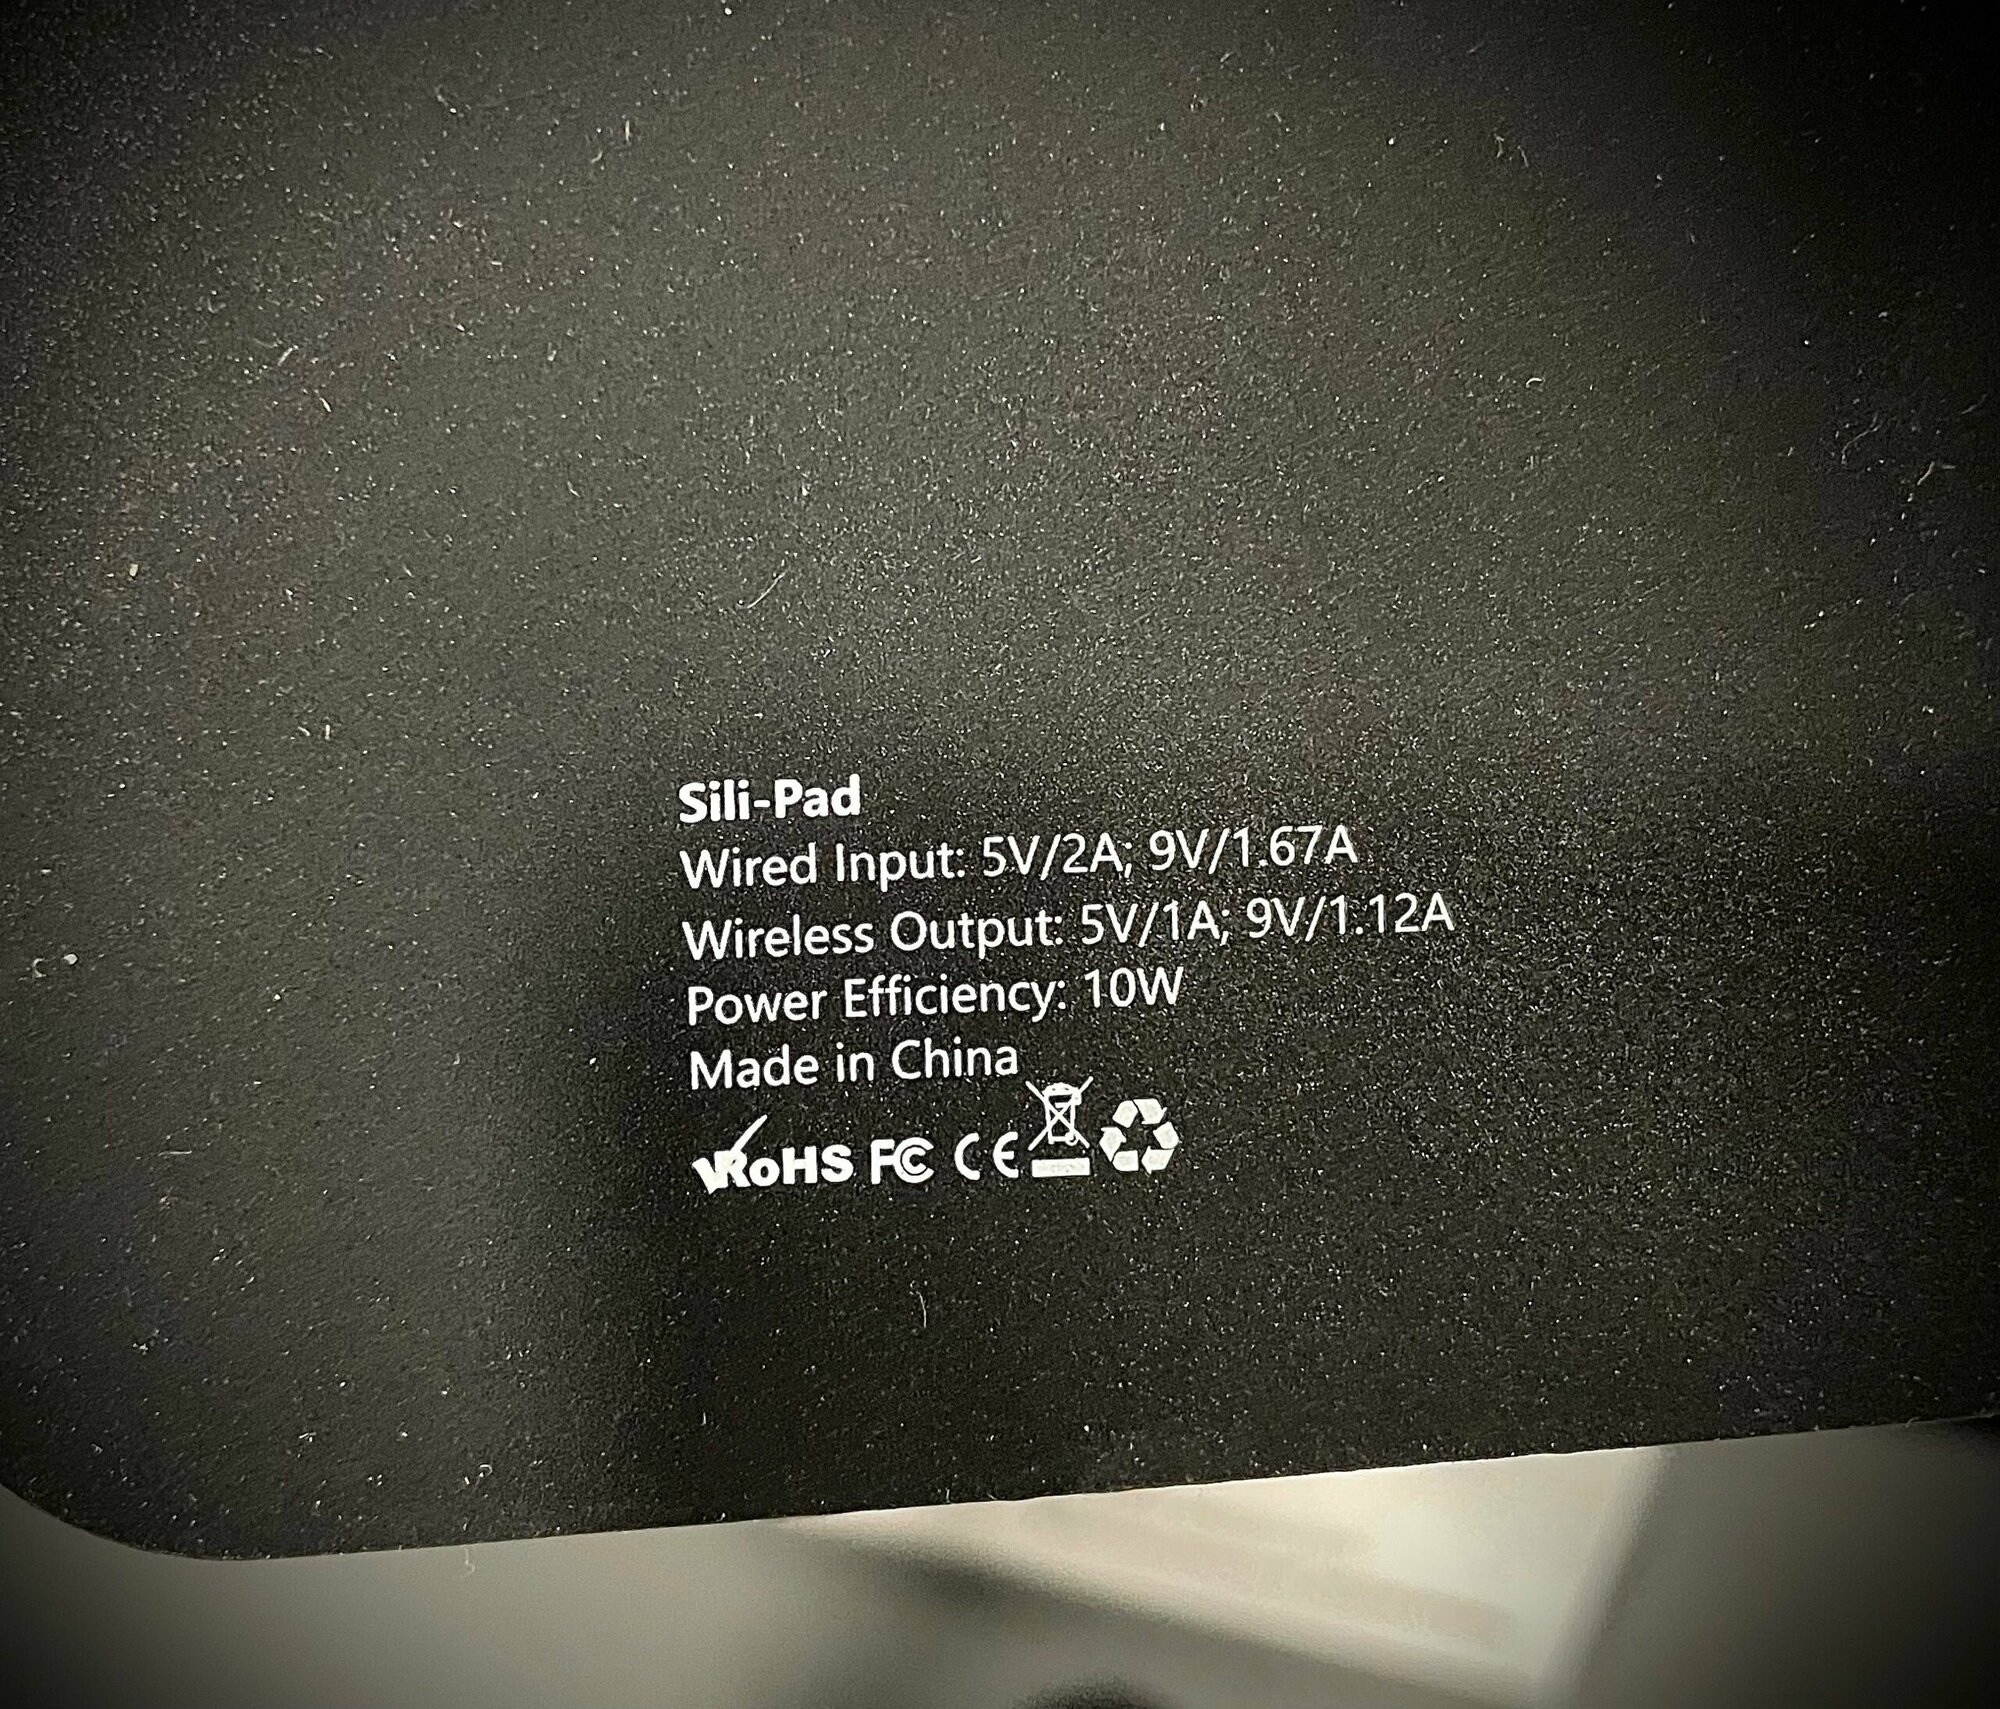 Sili-Pad
Wired Input: 5V/2A; 9V/1.67A
Wireless Output: 5V/1A; 9V/1.12A
Power Efficiency: 10W
Made in China
RoHS FC CE